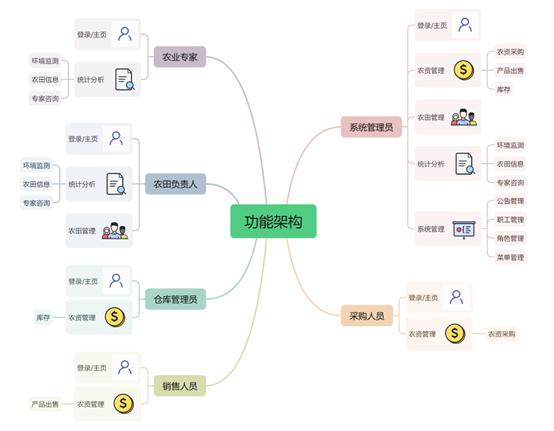 功能架构
农业专家
登录/主页
统计分析
环境监测
农田信息
专家咨询
农田负责人
登录/主页
统计分析
环境监测
农田信息
专家咨询
农田管理
仓库管理员
登录/主页
农资管理
库存
销售人员
登录/主页
农资管理
产品出售
系统管理员
登录/主页
农资管理
农资采购
产品出售
库存
农田管理
统计分析
环境监测
农田信息
专家咨询
系统管理
公告管理
职工管理
角色管理
菜单管理
采购人员
登录/主页
农资管理
农资采购